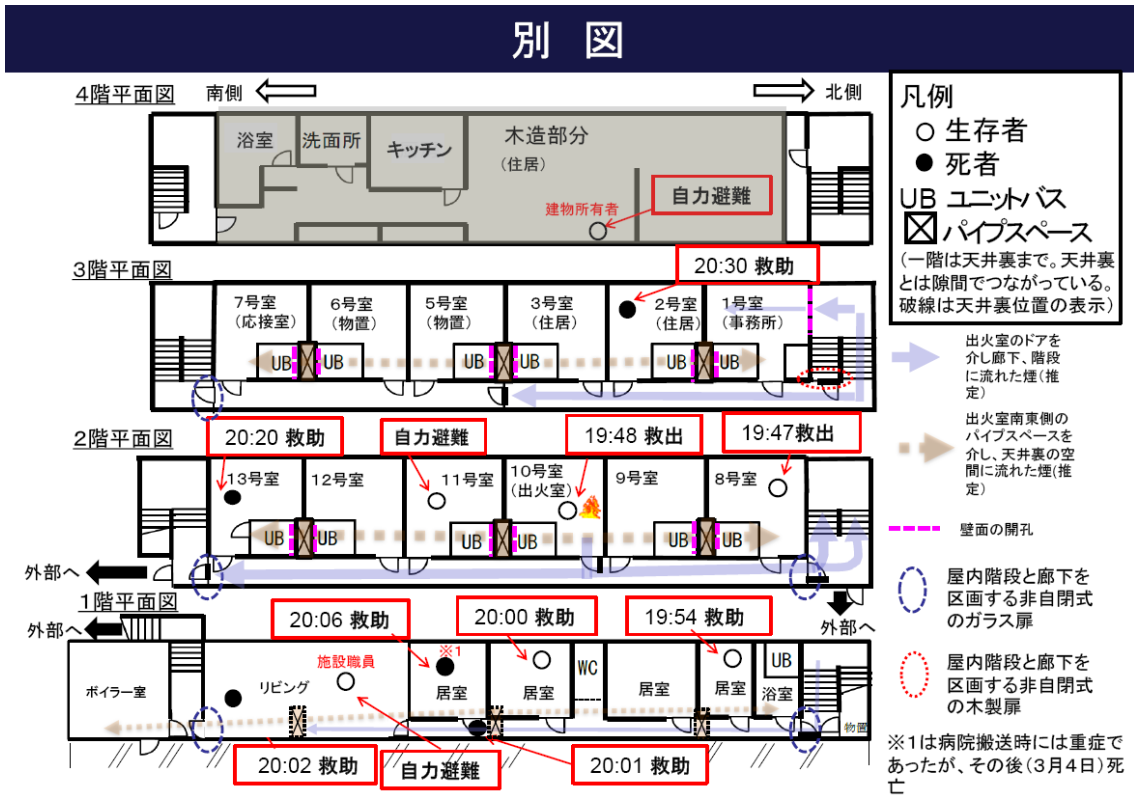 別 図
4階平面図
南側
北側
浴室
洗面所
キッチン
木造部分
(住居)
建物所有者
自力避難
3階平面図
20:30 救助
7号室
(応接室)
6号室
(物置)
5号室
(物置)
3号室
(住居)
2号室
(住居)
1号室
(事務所)
UB
UB
UB
UB
UB
UB
2階平面図
20:20 救助
自力避難
19:48 救出
19:47救出
13号室
12号室
11号室
10号室
(出火室)
9号室
8号室
UB
UB
UB
UB
UB
UB
外部へ
外部へ
1階平面図
外部へ
20:06 救助
20:00 救助
19:54 救助
ボイラー室
リビング
施設職員
※1
居室
居室
WC
居室
居室
UB
浴室
物置
20:02 救助
自力避難
20:01 救助
凡例
生存者
死者
UB ユニットバス
パイプスペース
(一階は天井裏まで。天井裏
とは隙間でつながっている。
破線は天井裏位置の表示)
出火室のドアを
介し廊下、階段
に流れた煙(推
定)
出火室南東側の
パイプスペースを
介し、天井裏の空
間に流れた煙(推
定)
壁面の開孔
屋内階段と廊下を
区画する非自閉式
のガラス扉
屋内階段と廊下を
区画する非自閉式
の木製扉
※1は病院搬送時には重症で
あったが、その後(3月4日)死
亡